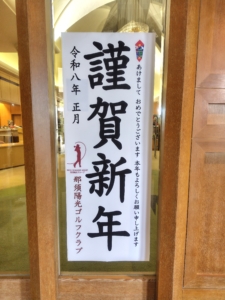 あけまして おめでとうございます 本年もよろしくお願い申し上げます
謹賀新年
令和八年 正月
那須陽光ゴルフクラブ